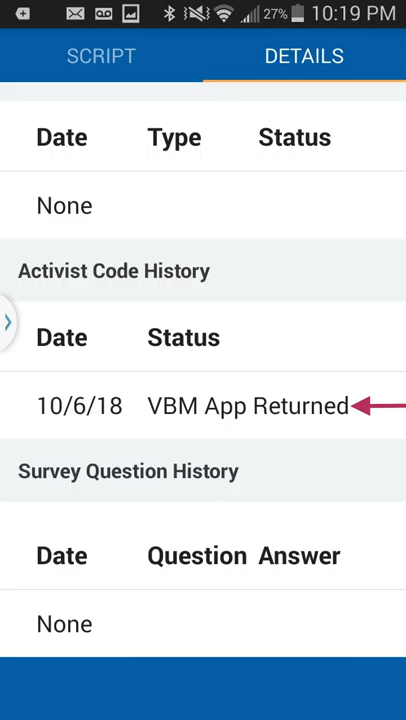 27% 10:19 PM
SCRIPT DETAILS
Date Type Status
None
Activist Code History
Date Status
10/6/18 VBM App Returned
Survey Question History
Date Question Answer
None